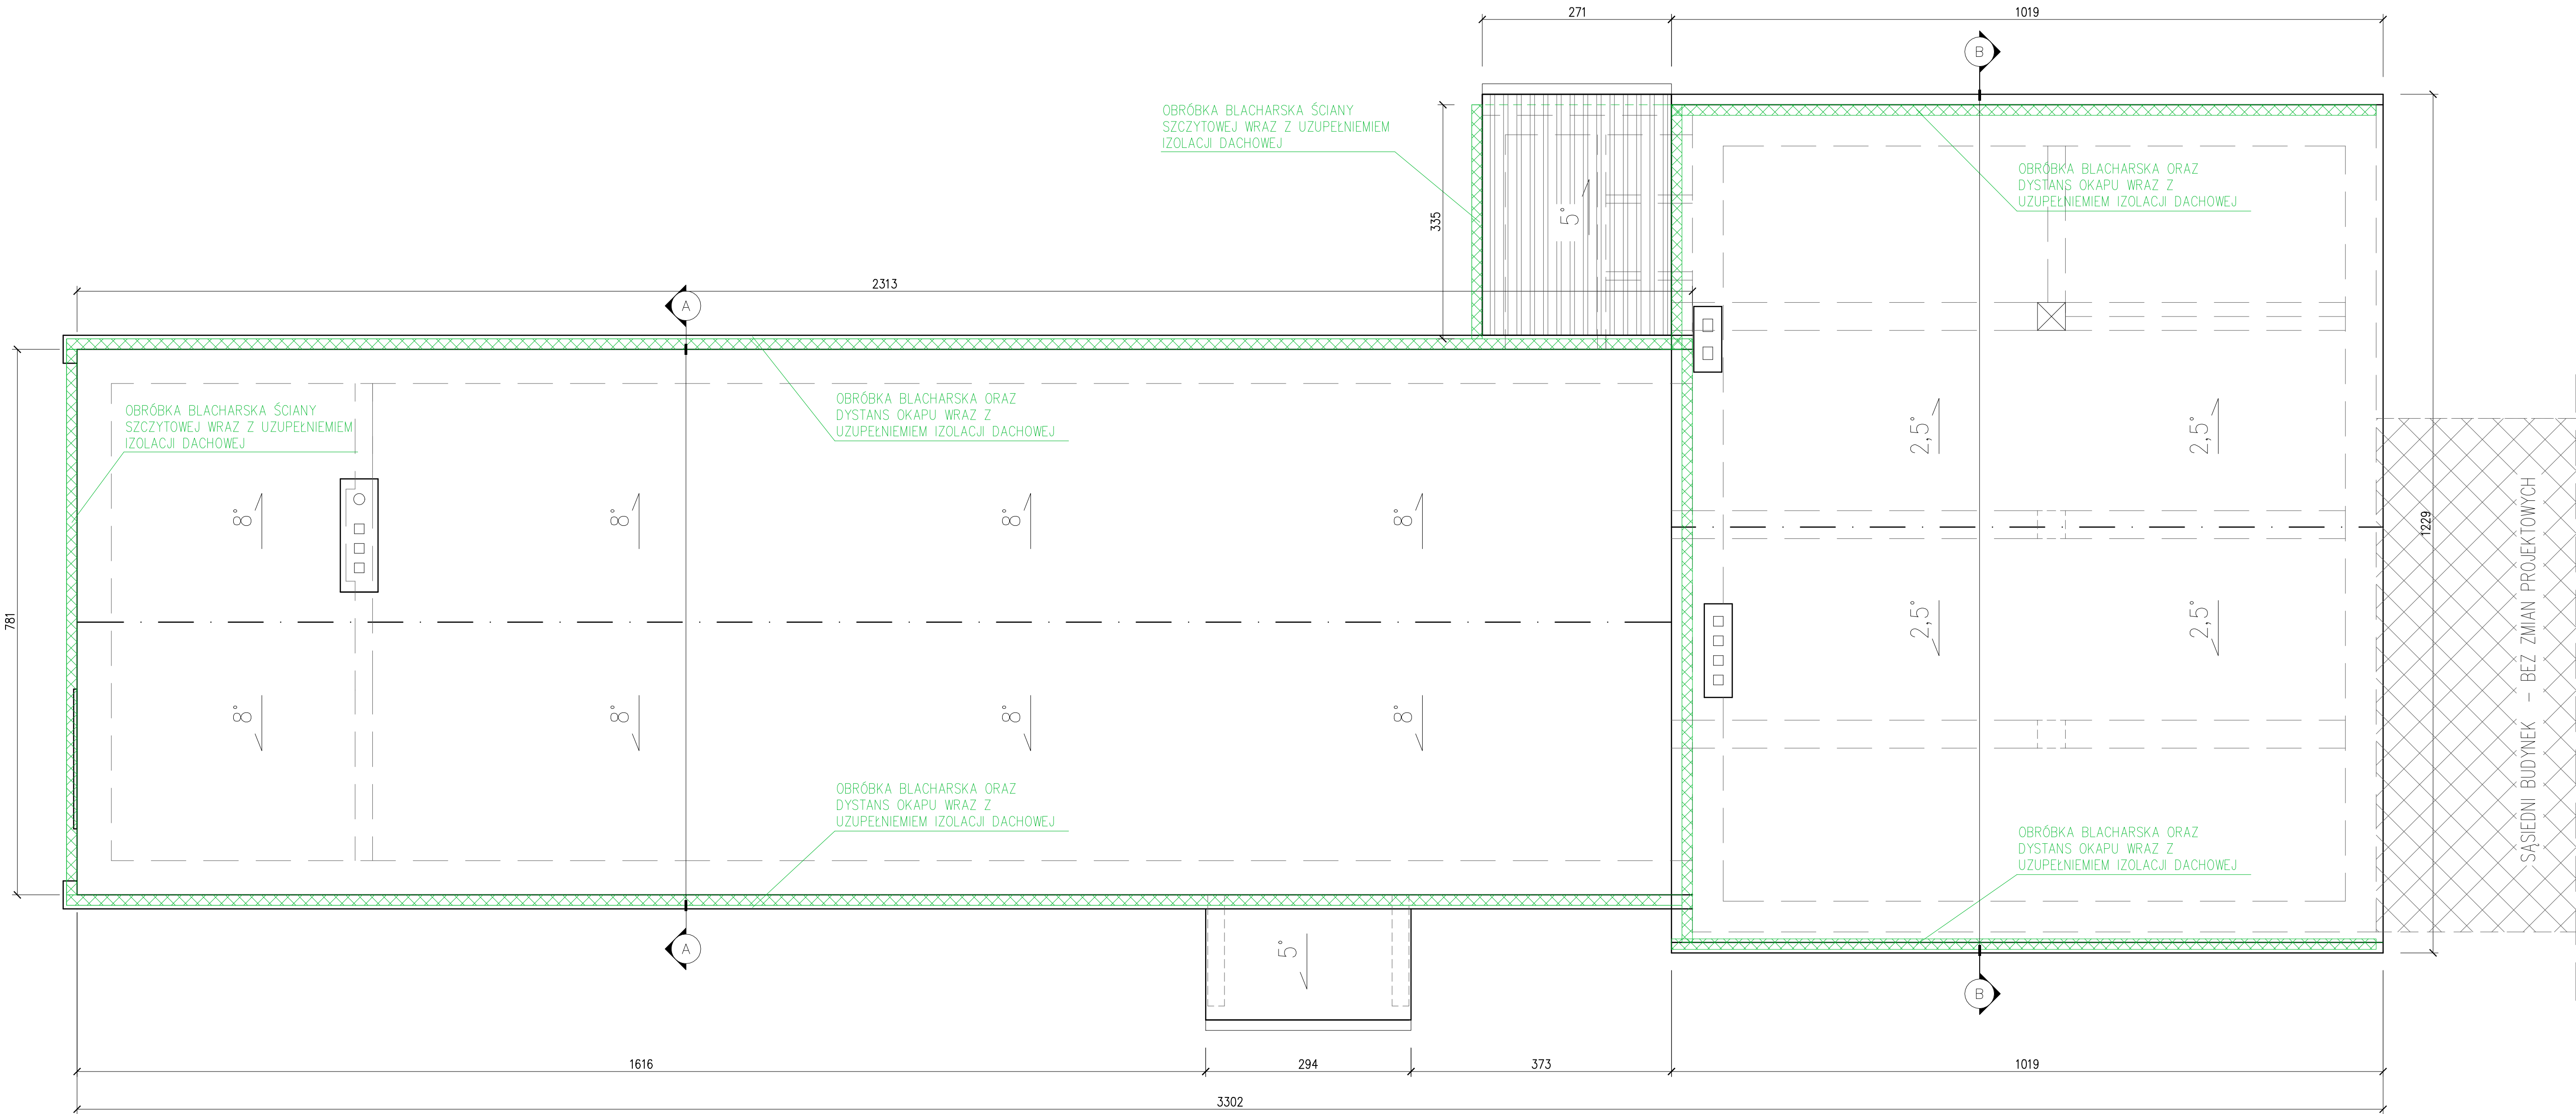 271
1019
B
OBRÓBKA BLACHARSKA ŚCIANY
SZCZYTOWEJ WRAZ Z UZUPEŁNIEMIEM
IZOLACJI DACHOWEJ
OBRÓBKA BLACHARSKA ORAZ
DYSTANS OKAPU WRAZ Z
UZUPEŁNIEMIEM IZOLACJI DACHOWEJ
335
5°
2313
A
OBRÓBKA BLACHARSKA ŚCIANY
SZCZYTOWEJ WRAZ Z UZUPEŁNIEMIEM
IZOLACJI DACHOWEJ
OBRÓBKA BLACHARSKA ORAZ
DYSTANS OKAPU WRAZ Z
UZUPEŁNIEMIEM IZOLACJI DACHOWEJ
2,5°
2,5°
8°
8°
8°
8°
1229
SĄSIEDNI BUDYNEK - BEZ ZMIAN PROJEKTOWYCH
781
2,5°
2,5°
8°
8°
8°
8°
OBRÓBKA BLACHARSKA ORAZ
DYSTANS OKAPU WRAZ Z
UZUPEŁNIEMIEM IZOLACJI DACHOWEJ
OBRÓBKA BLACHARSKA ORAZ
DYSTANS OKAPU WRAZ Z
UZUPEŁNIEMIEM IZOLACJI DACHOWEJ
A
5°
B
1616
294
373
1019
3302